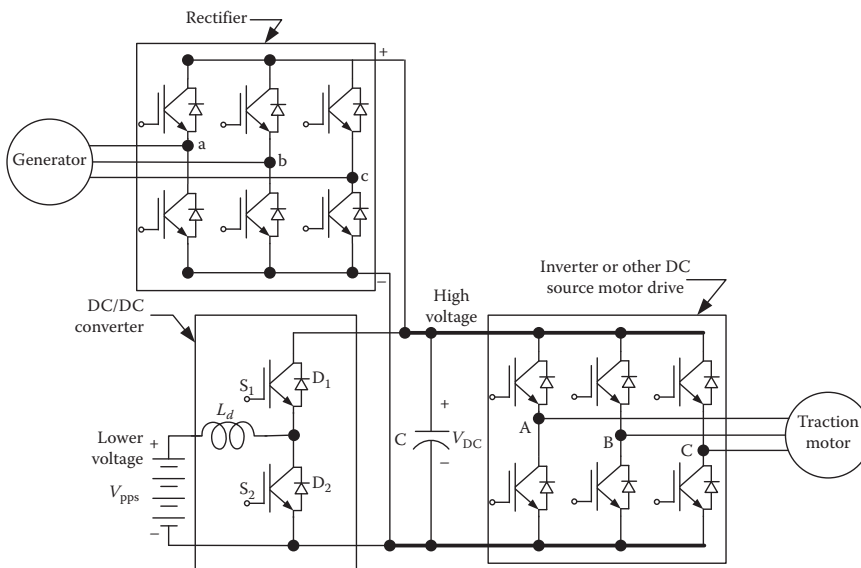 Rectifier
+
a
Generator
b
c
−
Inverter or other DC
source motor drive
DC/DC
converter
High
voltage
S1
D1
Ld
+
A
Traction
motor
Lower
voltage
+
C
VDC
B
C
Vpps
S2
D2
−
−